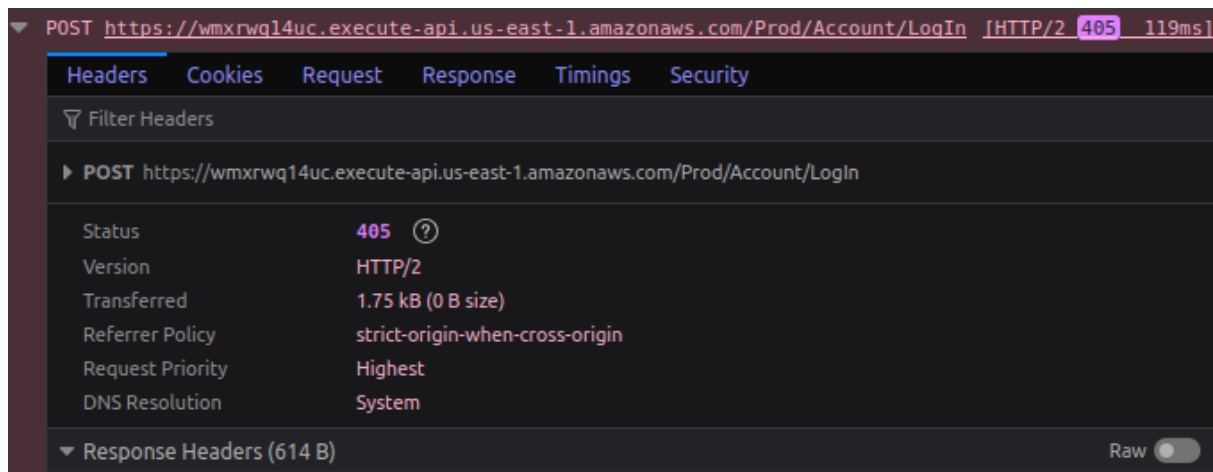 POST https://wmxrwq14uc.execute-api.us-east-1.amazonaws.com/Prod/Account/LogIn [HTTP/2 405 119ms]
Headers Cookies Request Response Timings Security
Filter Headers
POST https://wmxrwq14uc.execute-api.us-east-1.amazonaws.com/Prod/Account/LogIn
Status 405 ?
Version HTTP/2
Transferred 1.75 kB (0 B size)
Referrer Policy strict-origin-when-cross-origin
Request Priority Highest
DNS Resolution System
Response Headers (614 B) Raw